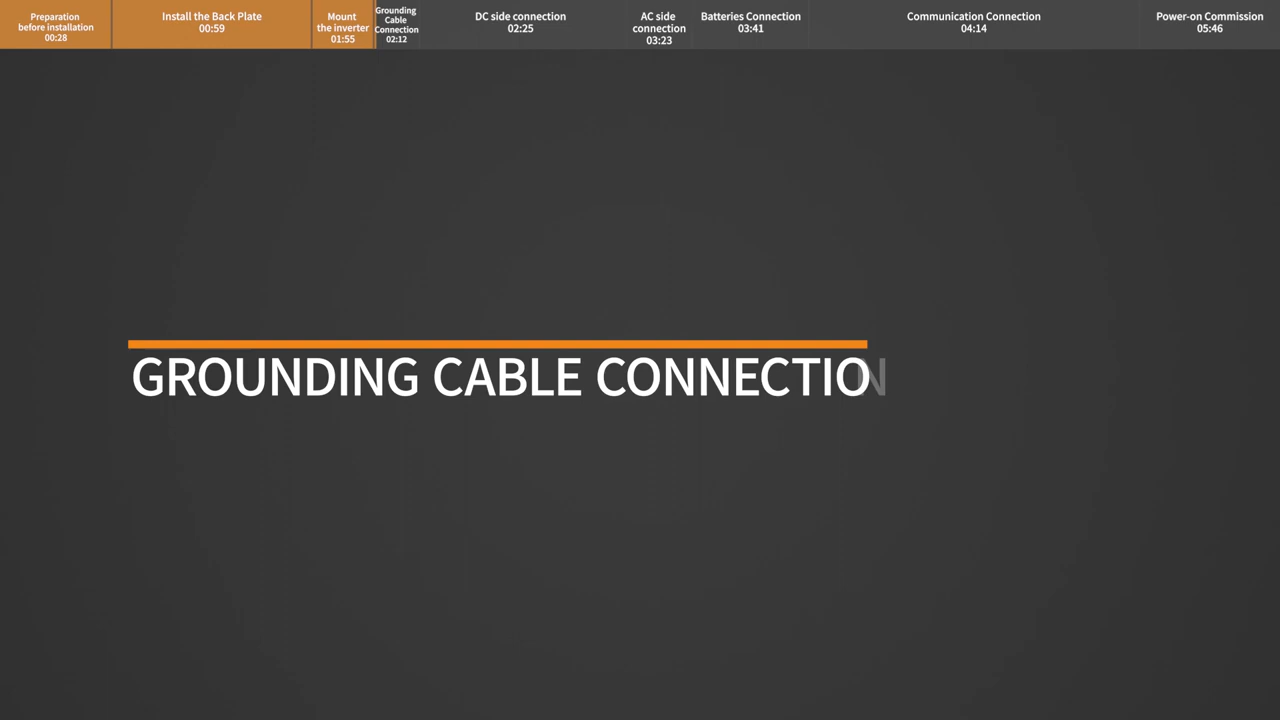 Preparation
before installation
00:28
Install the Back Plate
00:59
Mount
the inverter
01:55
Grounding
Cable
Connection
02:12
DC side connection
02:25
AC side
connection
03:23
Batteries Connection
03:41
Communication Connection
04:14
Power-on Commission
05:46
GROUNDING CABLE CONNECTION